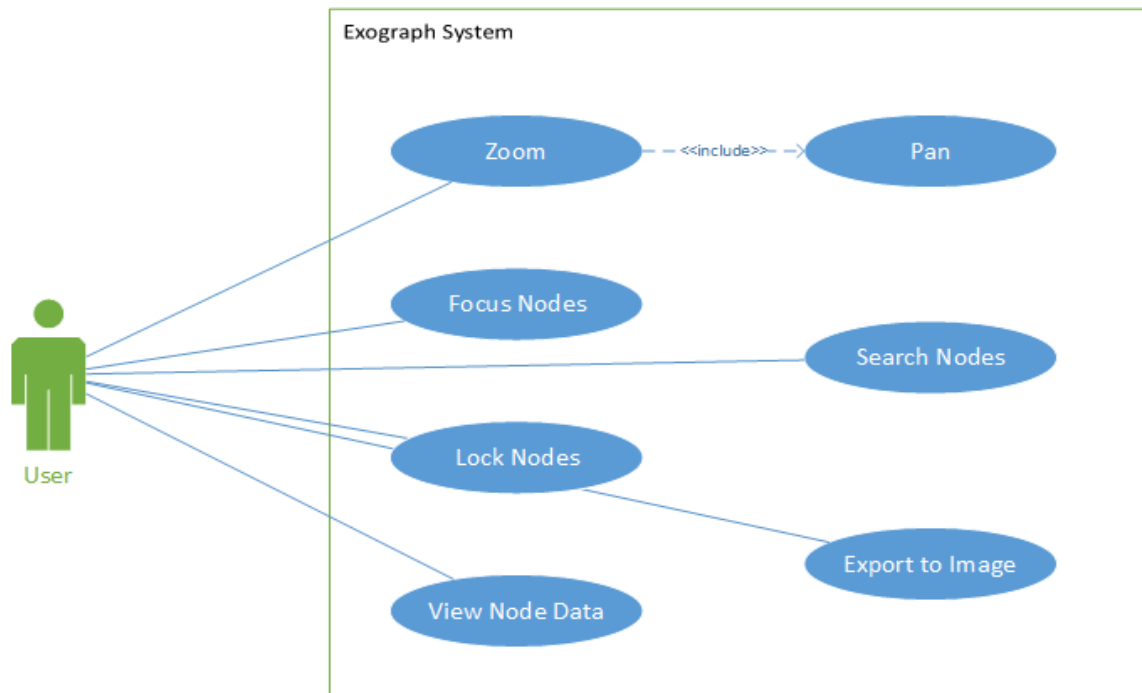 Exograph System
Zoom
<<include>>
Pan
Focus Nodes
Search Nodes
Lock Nodes
User
Export to Image
View Node Data